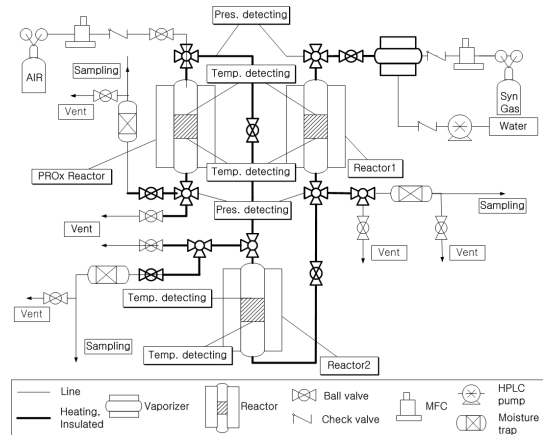 Pres. detecting
AIR
Sampling
Temp. detecting
Syn
Gas
Vent
Water
Temp. detecting
Reactor1
PROx Reactor
Pres. detecting
Sampling
Vent
Vent
Vent
Temp. detecting
Vent
Sampling
Temp. detecting
Reactor2
Line
Heating,
Insulated
Vaporizer
Reactor
Ball valve
Check valve
MFC
HPLC
pump
Moisture
trap